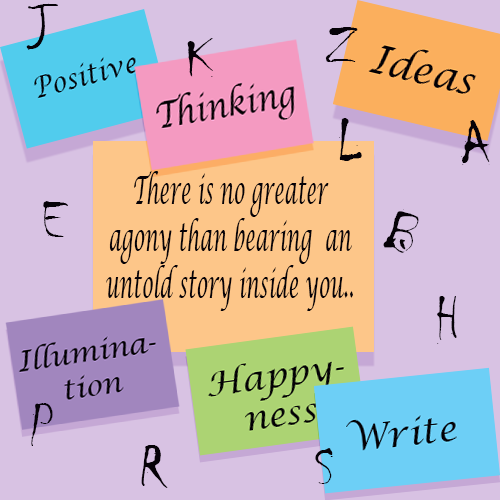 J
Positive
K
Thinking
Z
Ideas
L
A
There is no greater
agony than bearing an
untold story inside you..
E
B
H
Illumina-
tion
P
Happy-
ness
Write
R
S